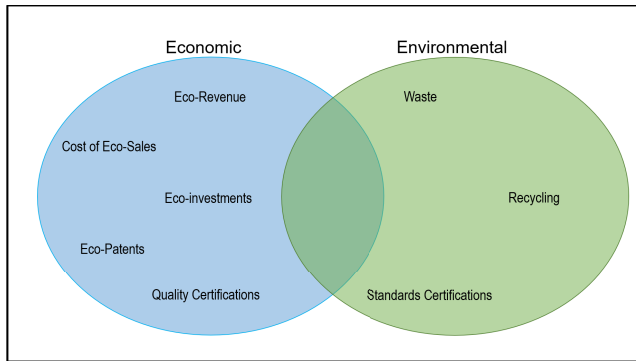 Economic
Environmental
Eco-Revenue
Waste
Cost of Eco-Sales
Eco-investments
Recycling
Eco-Patents
Quality Certifications
Standards Certifications